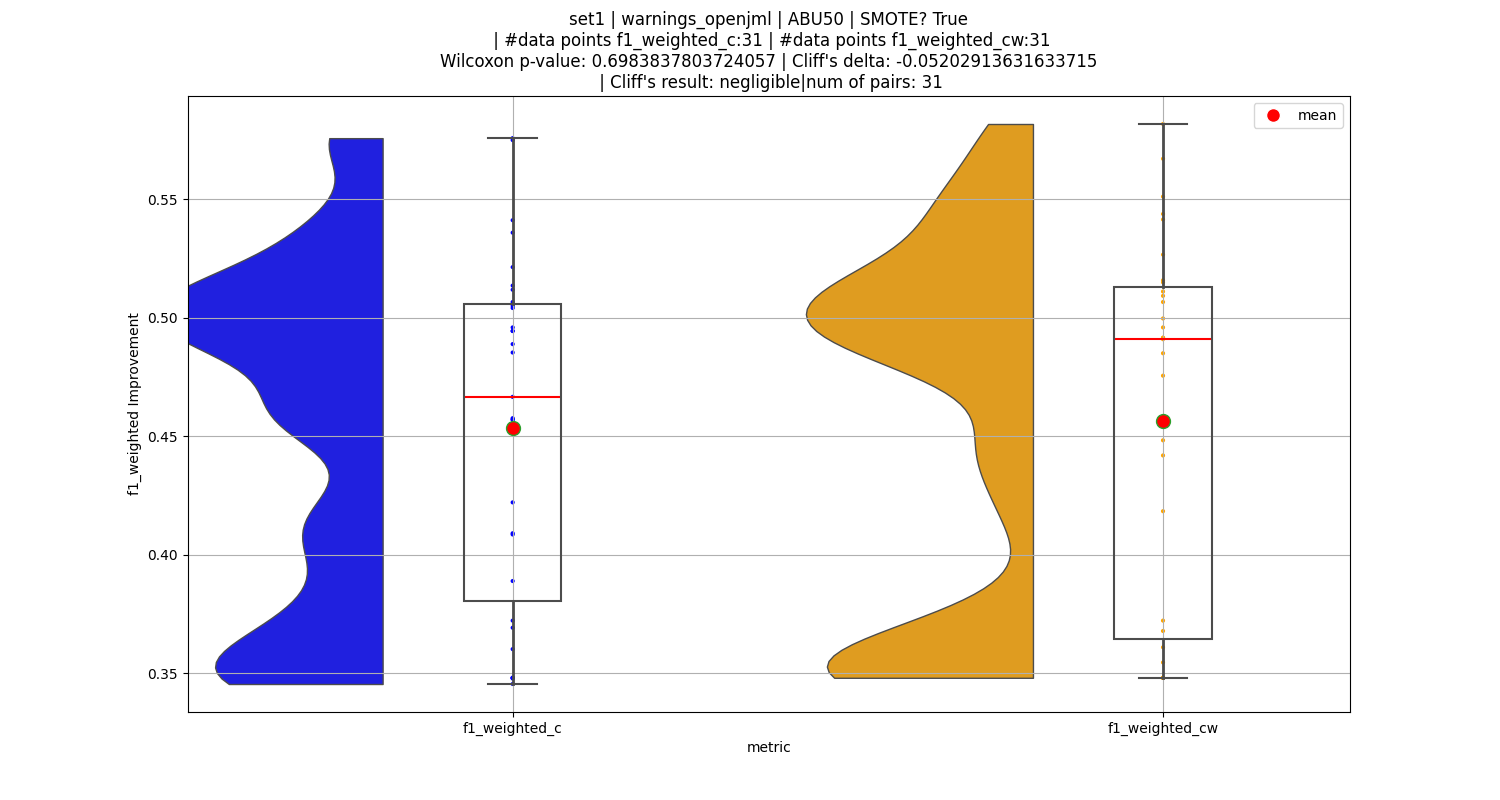 set1 | warnings_openjml | ABU50 | SMOTE? True
| #data points f1_weighted_c:31 | #data points f1_weighted_cw:31
Wilcoxon p-value: 0.6983837803724057 | Cliff's delta: -0.05202913631633715
| Cliff's result: negligible|num of pairs: 31
mean
0.55
0.50
0.45
0.40
0.35
f1_weighted Improvement
f1_weighted_c
f1_weighted_cw
metric